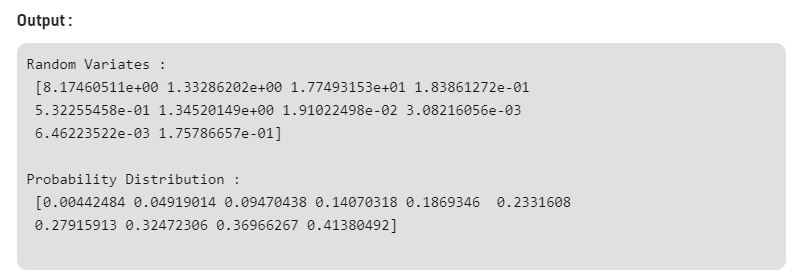 Output:
Random Variates :
[8.17460511e+00 1.33286202e+00 1.77493153e+01 1.83861272e-01
5.32255458e-01 1.34520149e+00 1.91022498e-02 3.08216056e-03
6.46223522e-03 1.75786657e-01]
Probability Distribution :
[0.00442484 0.04919014 0.09470438 0.14070318 0.1869346  0.2331608
0.27915913 0.32472306 0.36966267 0.41380492]